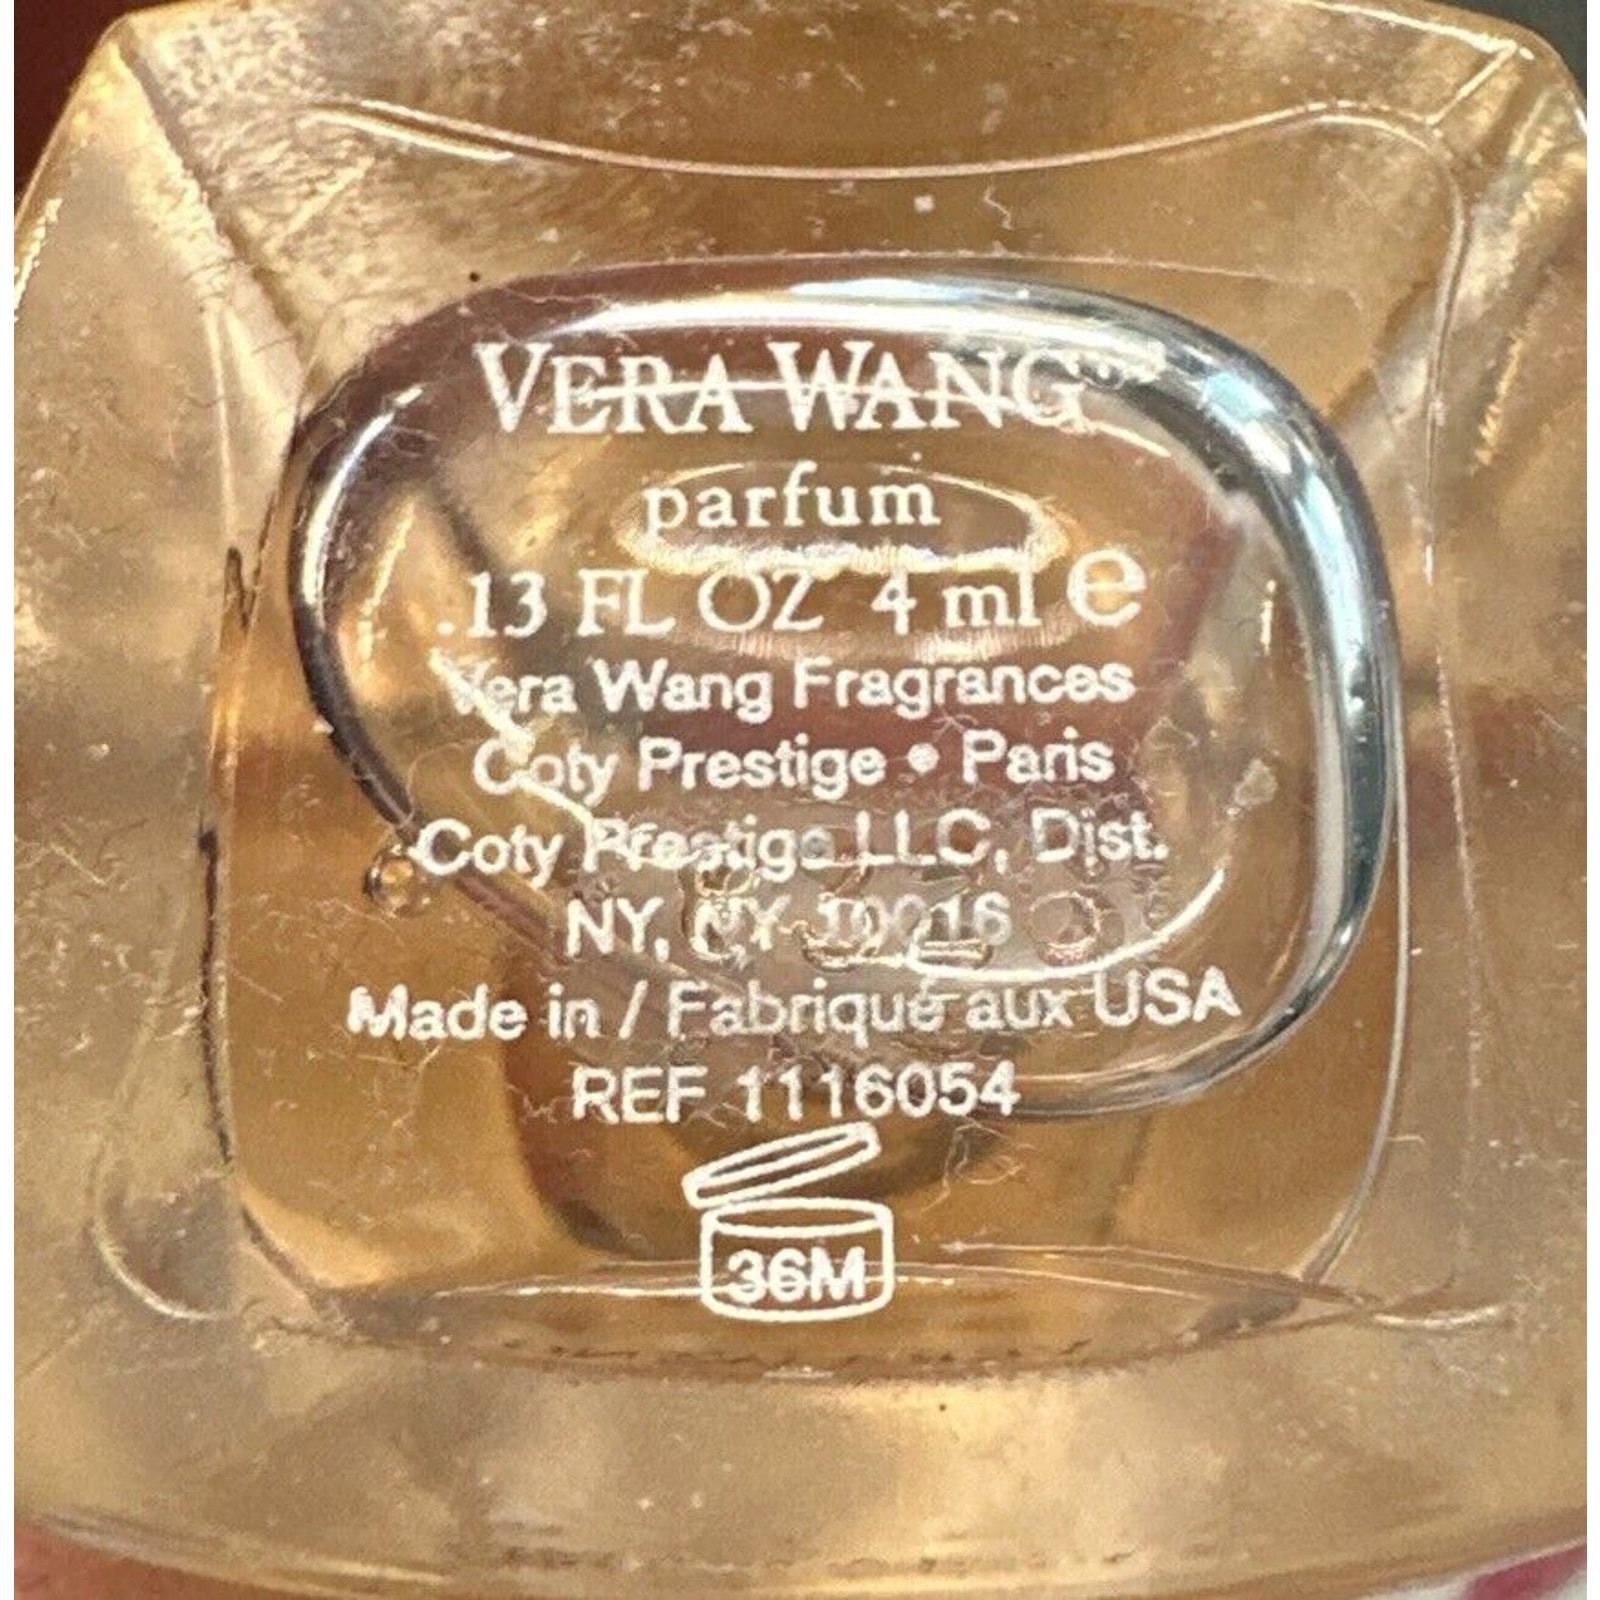 VERA WANG™
parfum
.13 FL OZ 4 ml e
Vera Wang Fragrances
Coty Prestige • Paris
Coty Prestige LLC, Dist.
NY, NY 10016
Made in / Fabriqué aux USA
REF 1116054
36M